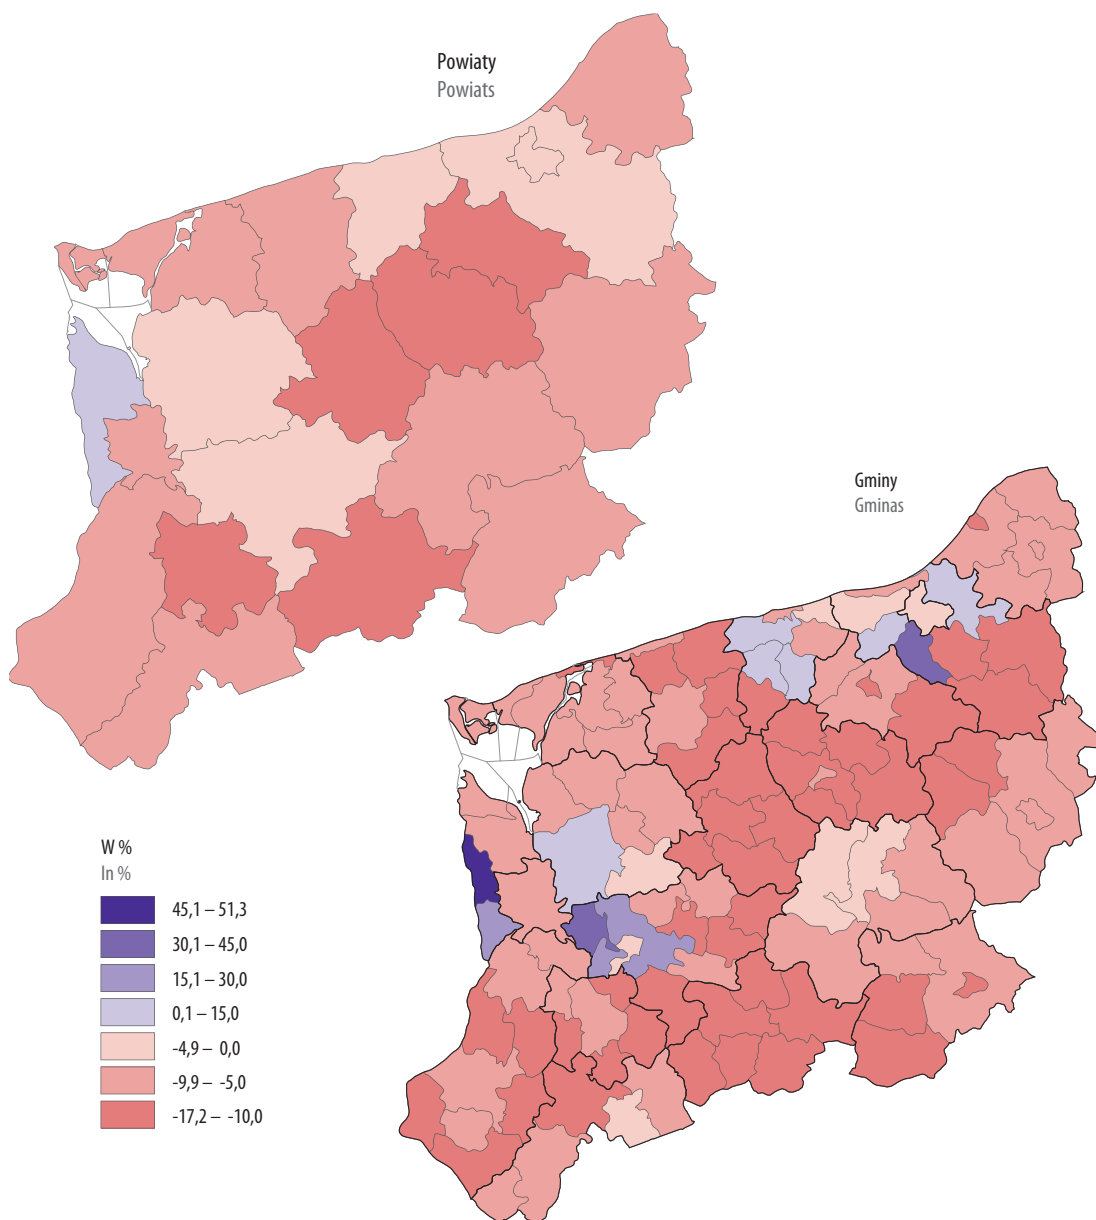 Powiaty
Powiats
Gminy
Gminas
W %
In %
45,1 – 51,3
30,1 – 45,0
15,1 – 30,0
0,1 – 15,0
-4,9 – 0,0
-9,9 – -5,0
-17,2 – -10,0